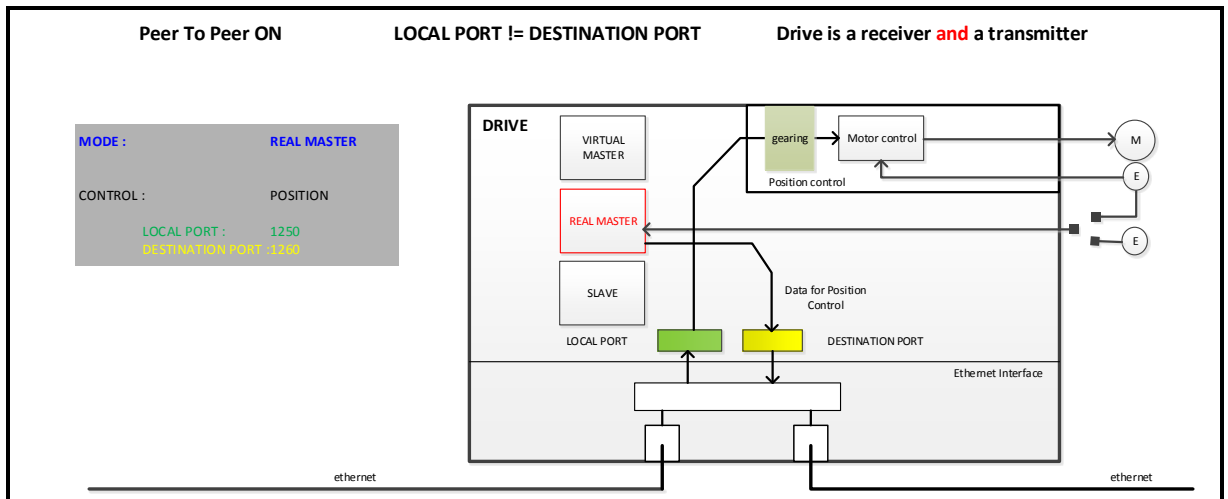 Peer To Peer ON LOCAL PORT != DESTINATION PORT Drive is a receiver and a transmitter
MODE : REAL MASTER
CONTROL : POSITION
LOCAL PORT : 1250
DESTINATION PORT :1260
DRIVE
VIRTUAL
MASTER
REAL MASTER
SLAVE
gearing
Motor control
Position control
M
E
E
Data for Position
Control
LOCAL PORT
DESTINATION PORT
Ethernet Interface
ethernet
ethernet